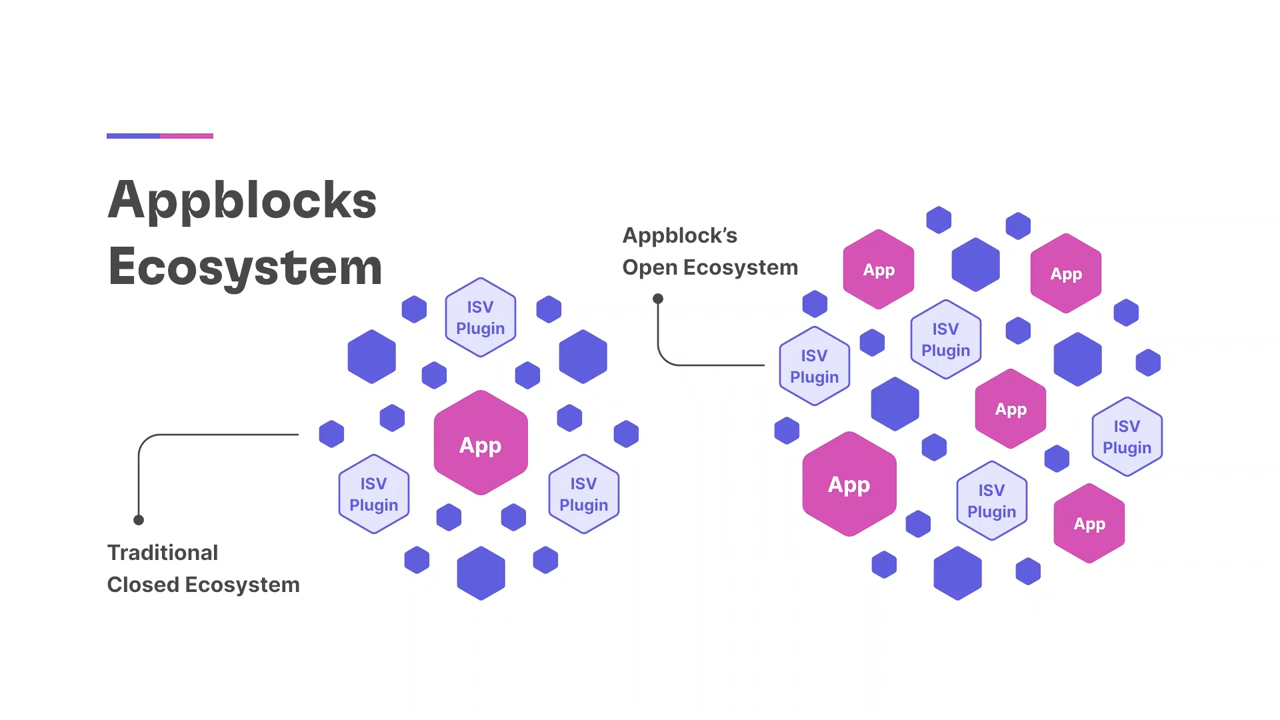 Appblocks
Ecosystem
ISV
Plugin
App
ISV
Plugin
ISV
Plugin
Traditional
Closed Ecosystem
Appblock’s
Open Ecosystem
App
App
ISV
Plugin
ISV
Plugin
App
ISV
Plugin
App
ISV
Plugin
App